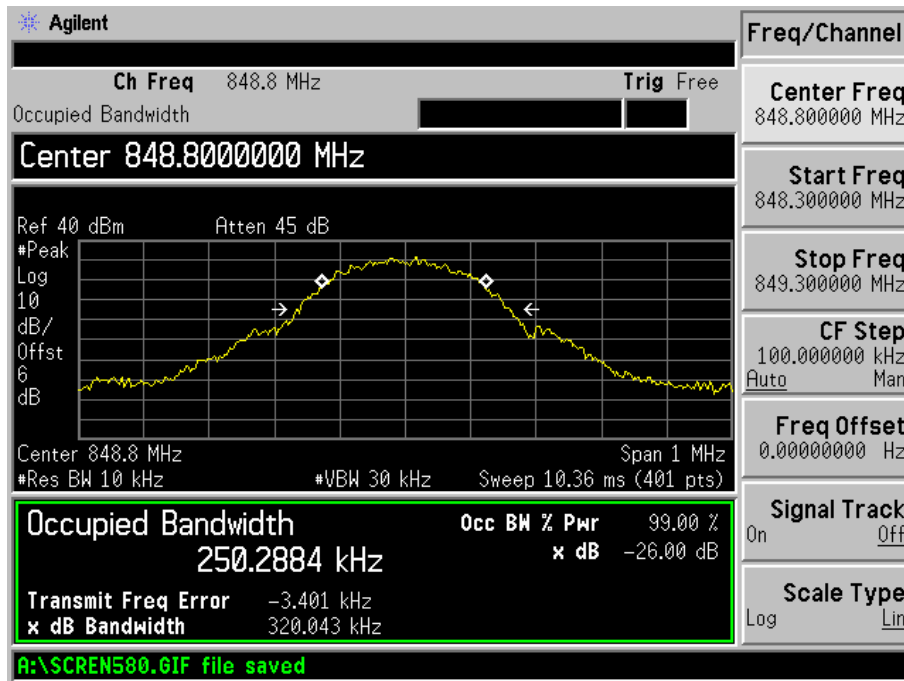 Agilent
Ch Freq 848.8 MHz Trig Free
Occupied Bandwidth
Center 848.8000000 MHz
Ref 40 dBm Atten 45 dB
#Peak
Log
10
dB/
Offst
6
dB
Center 848.8 MHz Span 1 MHz
#Res BW 10 kHz #VBW 30 kHz Sweep 10.36 ms (401 pts)
Occupied Bandwidth Occ BW % Pwr 99.00 %
250.2884 kHz x dB -26.00 dB
Transmit Freq Error -3.401 kHz
x dB Bandwidth 320.043 kHz
A:\SCREN580.GIF file saved
Freq/Channel
Center Freq
848.800000 MHz
Start Freq
848.300000 MHz
Stop Freq
849.300000 MHz
CF Step
100.000000 kHz
Auto Man
Freq Offset
0.00000000 Hz
Signal Track
On Off
Scale Type
Log Lin